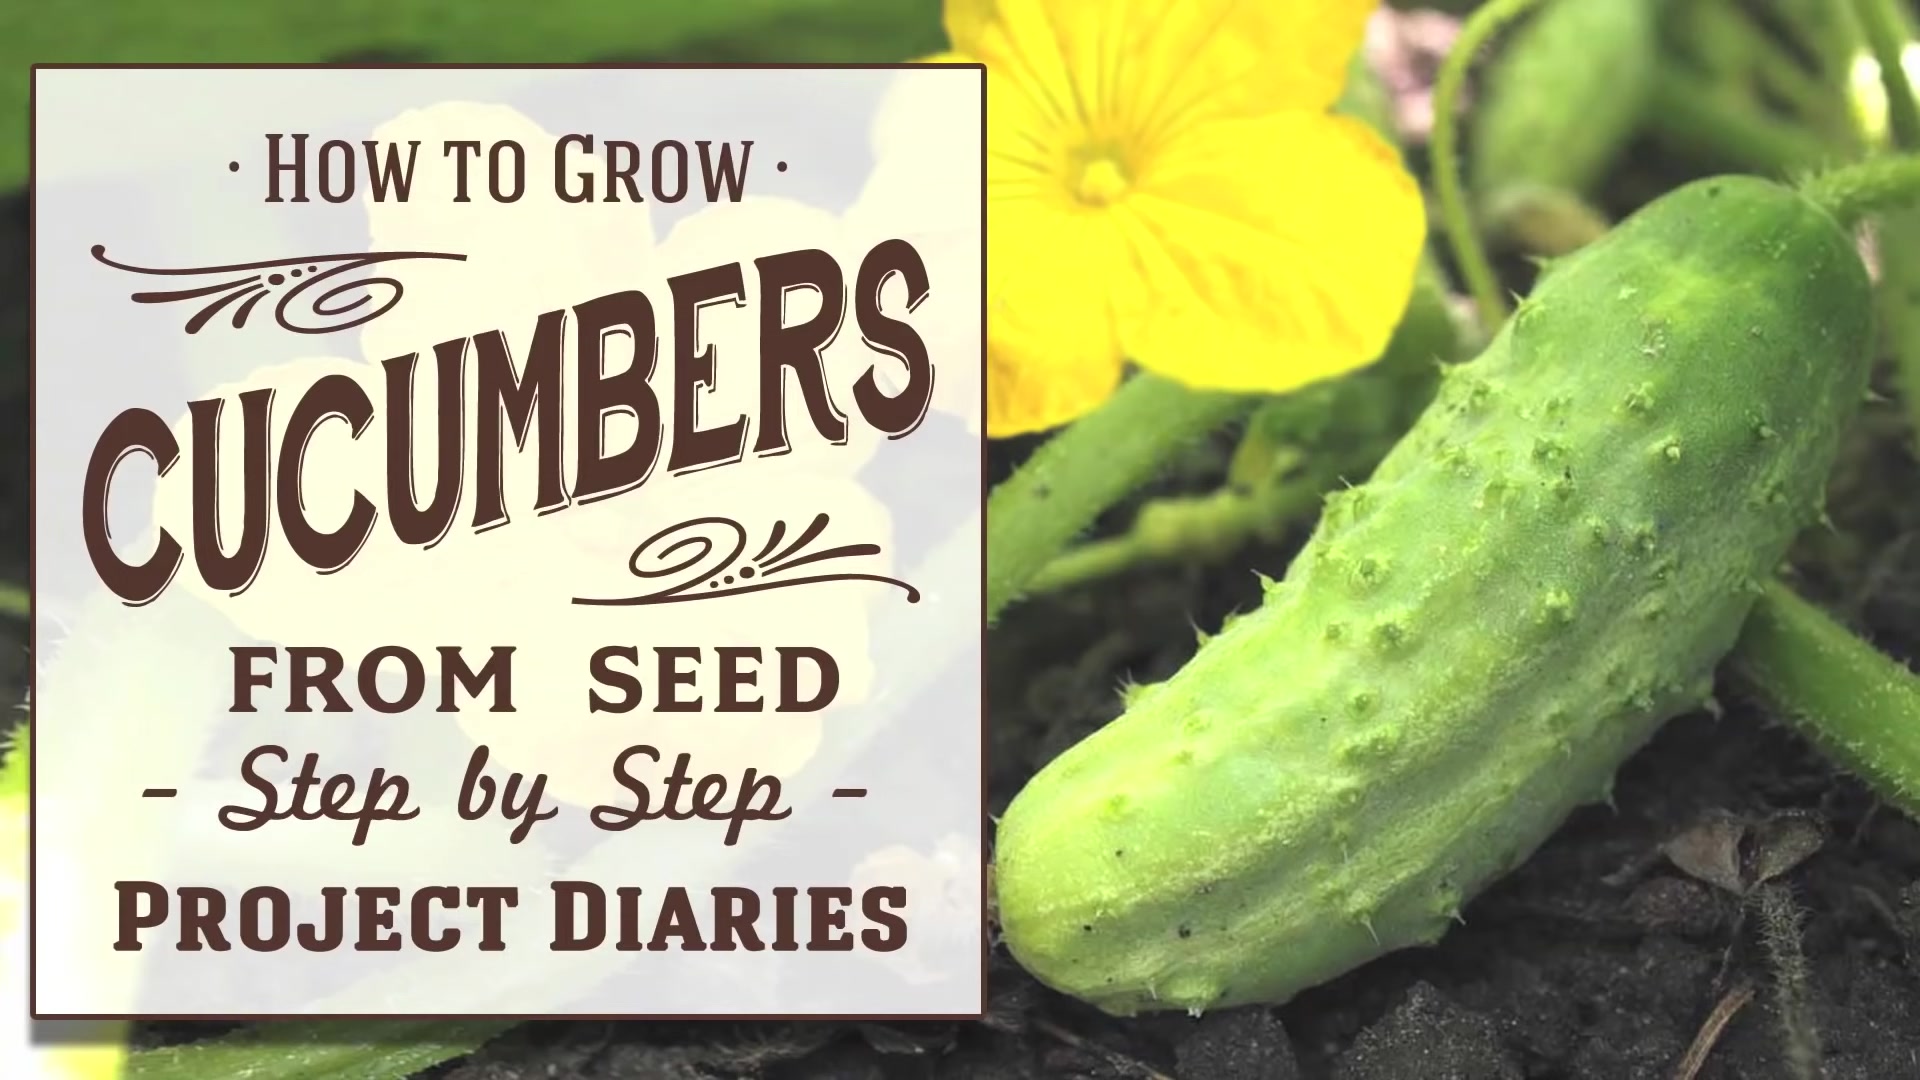 · How to Grow ·
Cucumbers
from seed
- Step by Step -
Project Diaries